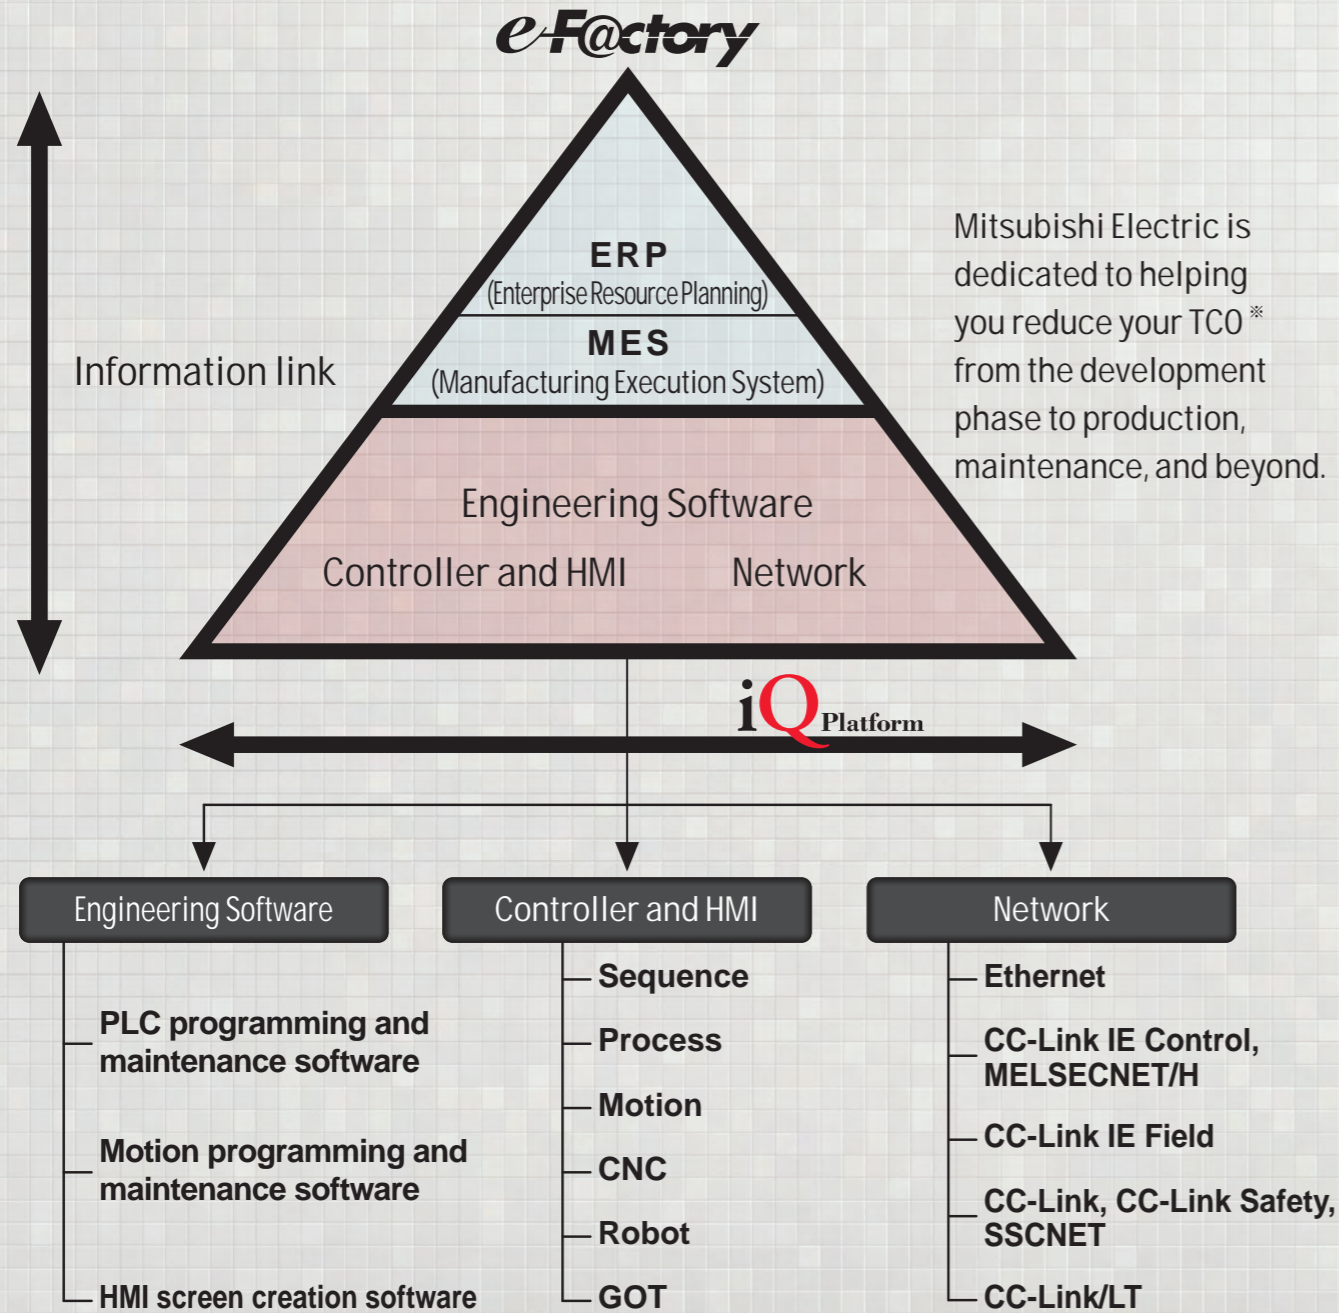 e-F@ctory
ERP
(Enterprise Resource Planning)
MES
(Manufacturing Execution System)
Information link
Mitsubishi Electric is
dedicated to helping
you reduce your TCO ※
from the development
phase to production,
maintenance, and beyond.
Engineering Software
Controller and HMI
Network
iQ Platform
Engineering Software
PLC programming and
maintenance software
Motion programming and
maintenance software
HMI screen creation software
Controller and HMI
Sequence
Process
Motion
CNC
Robot
GOT
Network
Ethernet
CC-Link IE Control,
MELSECNET/H
CC-Link IE Field
CC-Link, CC-Link Safety,
SSCNET
CC-Link/LT